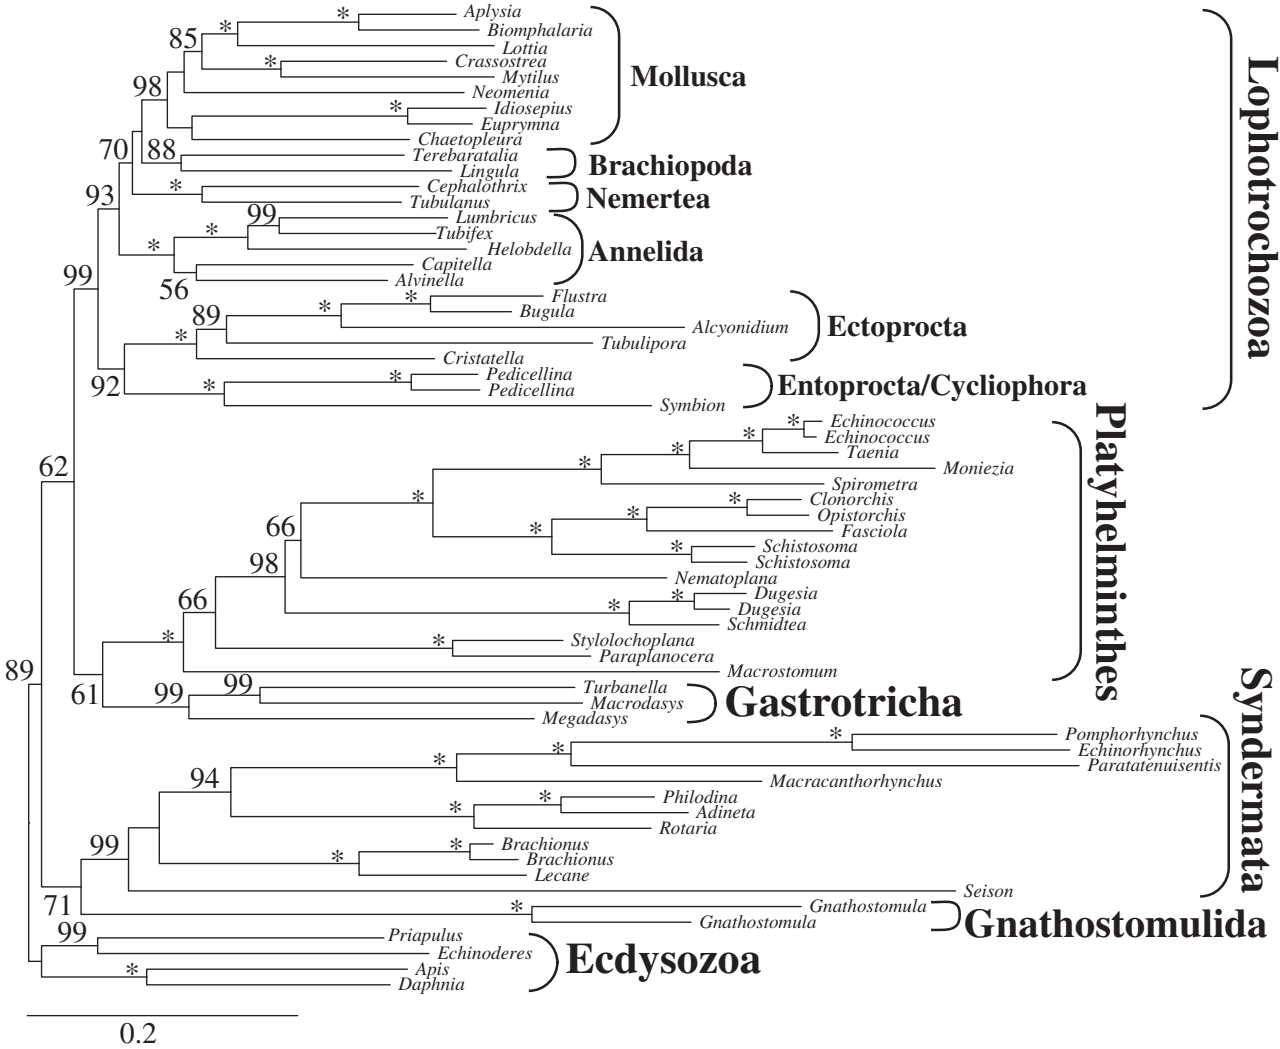 Aplysia
Biomphalaria
Lottia
Crassostrea
Mytilus
Neomenia
Idiosepius
Euprymna
Chaetopleura
Mollusca
Terebaratalia
Lingula
Brachiopoda
Cephalothrix
Tubulanus
Nemertea
Lumbricus
Tubifex
Helobdella
Capitella
Alvinella
Annelida
Flustra
Bugula
Alcyonidium
Tubulipora
Cristatella
Ectoprocta
Pedicellina
Pedicellina
Symbion
Entoprocta/Cycliophora
Lophotrochozoa
Echinococcus
Echinococcus
Taenia
Moniezia
Spirometra
Clonorchis
Opistorchis
Fasciola
Schistosoma
Schistosoma
Nematoplana
Dugesia
Dugesia
Schmidtea
Stylolochoplana
Paraplanocera
Macrostomum
Platyhelminthes
Turbanella
Macrodasys
Megadasys
Gastrotricha
Pomphorhynchus
Echinorhynchus
Paratatenuisentis
Macracanthorhynchus
Philodina
Adineta
Rotaria
Brachionus
Brachionus
Lecane
Seison
Syndermata
Gnathostomula
Gnathostomula
Gnathostomulida
Priapulus
Echinoderes
Apis
Daphnia
Ecdysozoa
* *
85 *
98 *
70 88
93 *
99
* *
99 56
* *
89 *
92 * *
62
* * *
* *
66 * * *
98 *
66 * *
* *
89
61 99 99
* * *
94
* *
99 * *
71 *
99
*
0.2